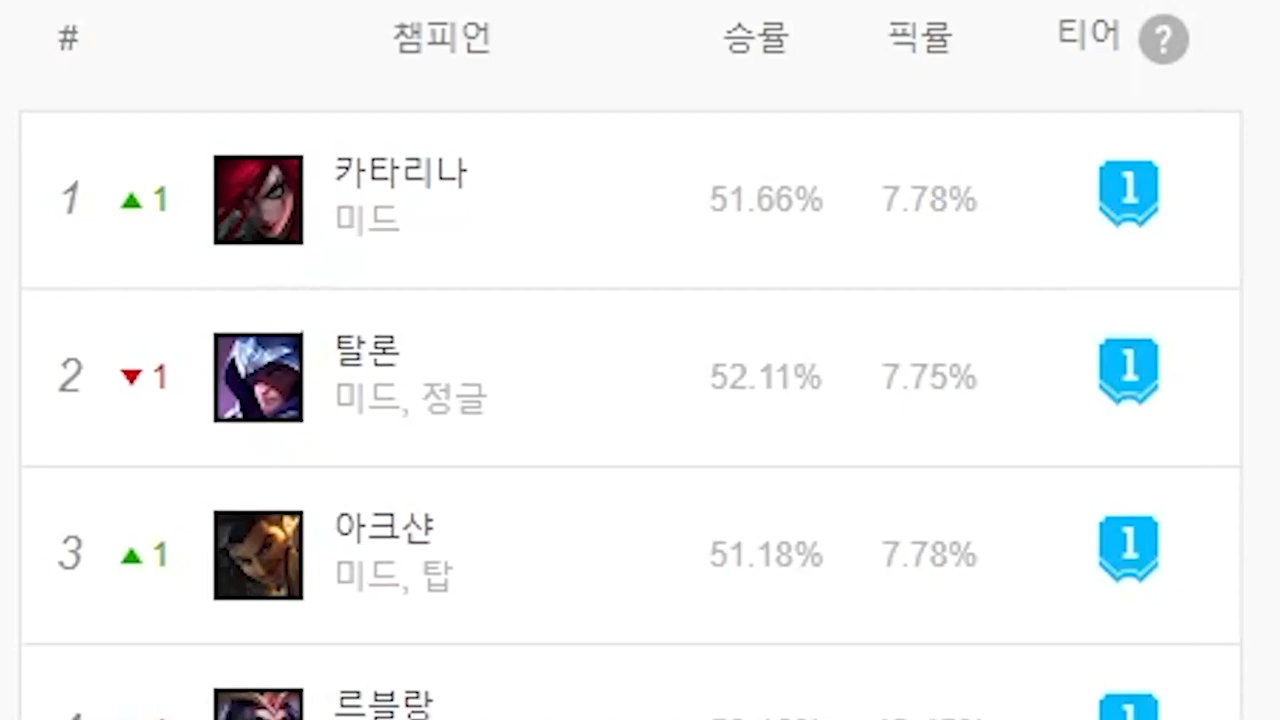 # 챔피언 승률 픽률 티어 ?
1 ▲ 1 카타리나 51.66% 7.78% 1
미드
2 ▼ 1 탈론 52.11% 7.75% 1
미드, 정글
3 ▲ 1 아크샨 51.18% 7.78% 1
미드, 탑
르블랑 1